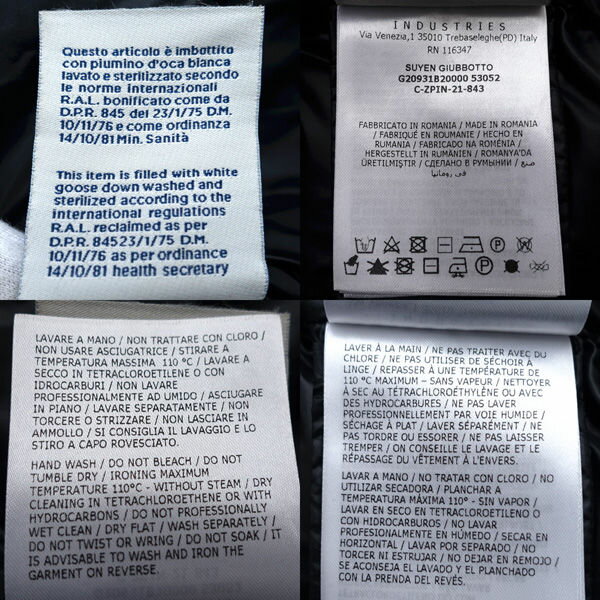 Questo articolo è imbottito
con piumino d'oca bianca
lavato e sterilizzato secondo
le norme internazionali
R.A.L. bonificato come da
D.P.R. 845 del 23/1/75 D.M.
10/11/76 e come ordinanza
14/10/81 Min. Sanità
This item is filled with white
goose down washed and
sterilized according to the
international regulations
R.A.L. reclaimed as per
D.P.R. 84523/1/75 D.M.
10/11/76 as per ordinance
14/10/81 health secretary
INDUSTRIES
Via Venezia,1 35010 Trebaseleghe(PD) Italy
RN 116347
SUYEN GIUBBOTTO
G20931B20000 53052
C-ZPIN-21-843
FABBRICATO IN ROMANIA / MADE IN ROMANIA /
FABRIQUÉ EN ROUMANIE / HECHO EN
RUMANIA / FABRICADO NA ROMÉNIA /
HERGESTELLT IN RUMÄNIEN / ROMANYA'DA
ÜRETILMIŞTIR / СДЕЛАНО В РУМЫНИИ / صنع
في رومانيا
LAVARE A MANO / NON TRATTARE CON CLORO /
NON USARE ASCIUGATRICE / STIRARE A
TEMPERATURA MASSIMA 110 °C / LAVARE A
SECCO IN TETRACLOROETILENE O CON
IDROCARBURI / NON LAVARE
PROFESSIONALMENTE AD UMIDO / ASCIUGARE
IN PIANO / LAVARE SEPARATAMENTE / NON
TORCERE O STRIZZARE / NON LASCIARE IN
AMMOLLO / SI CONSIGLIA IL LAVAGGIO E LO
STIRO A CAPO ROVESCIATO.
HAND WASH / DO NOT BLEACH / DO NOT
TUMBLE DRY / IRONING MAXIMUM
TEMPERATURE 110°C - WITHOUT STEAM / DRY
CLEANING IN TETRACHLOROETHENE OR WITH
HYDROCARBONS / DO NOT PROFESSIONALLY
WET CLEAN / DRY FLAT / WASH SEPARATELY /
DO NOT TWIST OR WRING / DO NOT SOAK / IT
IS ADVISABLE TO WASH AND IRON THE
GARMENT ON REVERSE.
LAVER À LA MAIN / NE PAS TRAITER AVEC DU
CHLORE / NE PAS UTILISER DE SÉCHOIR À
LINGE / REPASSER À UNE TEMPÉRATURE DE
110 °C MAXIMUM – SANS VAPEUR / NETTOYER
À SEC AU TÉTRACHLOROÉTHYLÈNE OU AVEC
DES HYDROCARBURES / NE PAS LAVER
PROFESSIONNELLEMENT PAR VOIE HUMIDE /
SÉCHAGE À PLAT / LAVER SÉPARÉMENT / NE
PAS TORDRE OU ESSORER / NE PAS LAISSER
TREMPER / ON CONSEILLE LE LAVAGE ET LE
RÉPASSAGE DU VÊTEMENT À L'ENVERS.
LAVAR A MANO / NO TRATAR CON CLORO / NO
UTILIZAR SECADORA / PLANCHAR A
TEMPERATURA MÁXIMA 110° - SIN VAPOR /
LAVAR EN SECO EN TETRACLOROETILENO O
CON HIDROCARBUROS / NO LAVAR
PROFESIONALMENTE EN HÚMEDO / SECAR EN
HORIZONTAL / LAVAR POR SEPARADO / NO
TORCER NI ESTRUJAR / NO DEJAR EN REMOJO /
SE ACONSEJA EL LAVADO Y EL PLANCHADO
CON LA PRENDA DEL REVÉS.